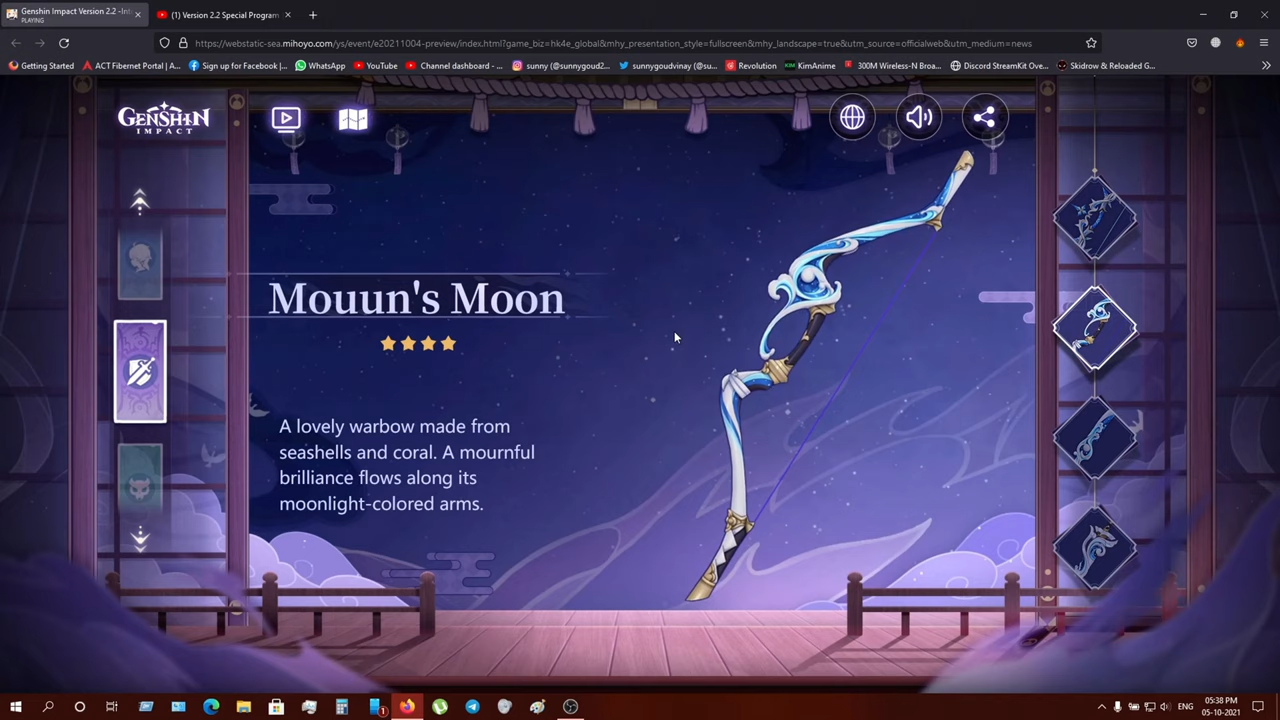 Genshin Impact Version 2.2 -Int
PLAYING
(1) Version 2.2 Special Program
https://webstatic-sea.mihoyo.com/ys/event/e20211004-preview/index.html?game_biz=hk4e_global&mhy_presentation_style=fullscreen&mhy_landscape=true&utm_source=officialweb&utm_medium=news
Getting Started
ACT Fibernet Portal | A...
Sign up for Facebook |...
WhatsApp
YouTube
Channel dashboard - ...
sunny (@sunnygoud2...
sunnygoudvinay (@sun...
Revolution
KimAnime
300M Wireless-N Broa...
Discord StreamKit Ove...
Skidrow & Reloaded G...
GENSHIN
IMPACT
Mouun's Moon
A lovely warbow made from
seashells and coral. A mournful
brilliance flows along its
moonlight-colored arms.
1
ENG
05:38 PM
05-10-2021